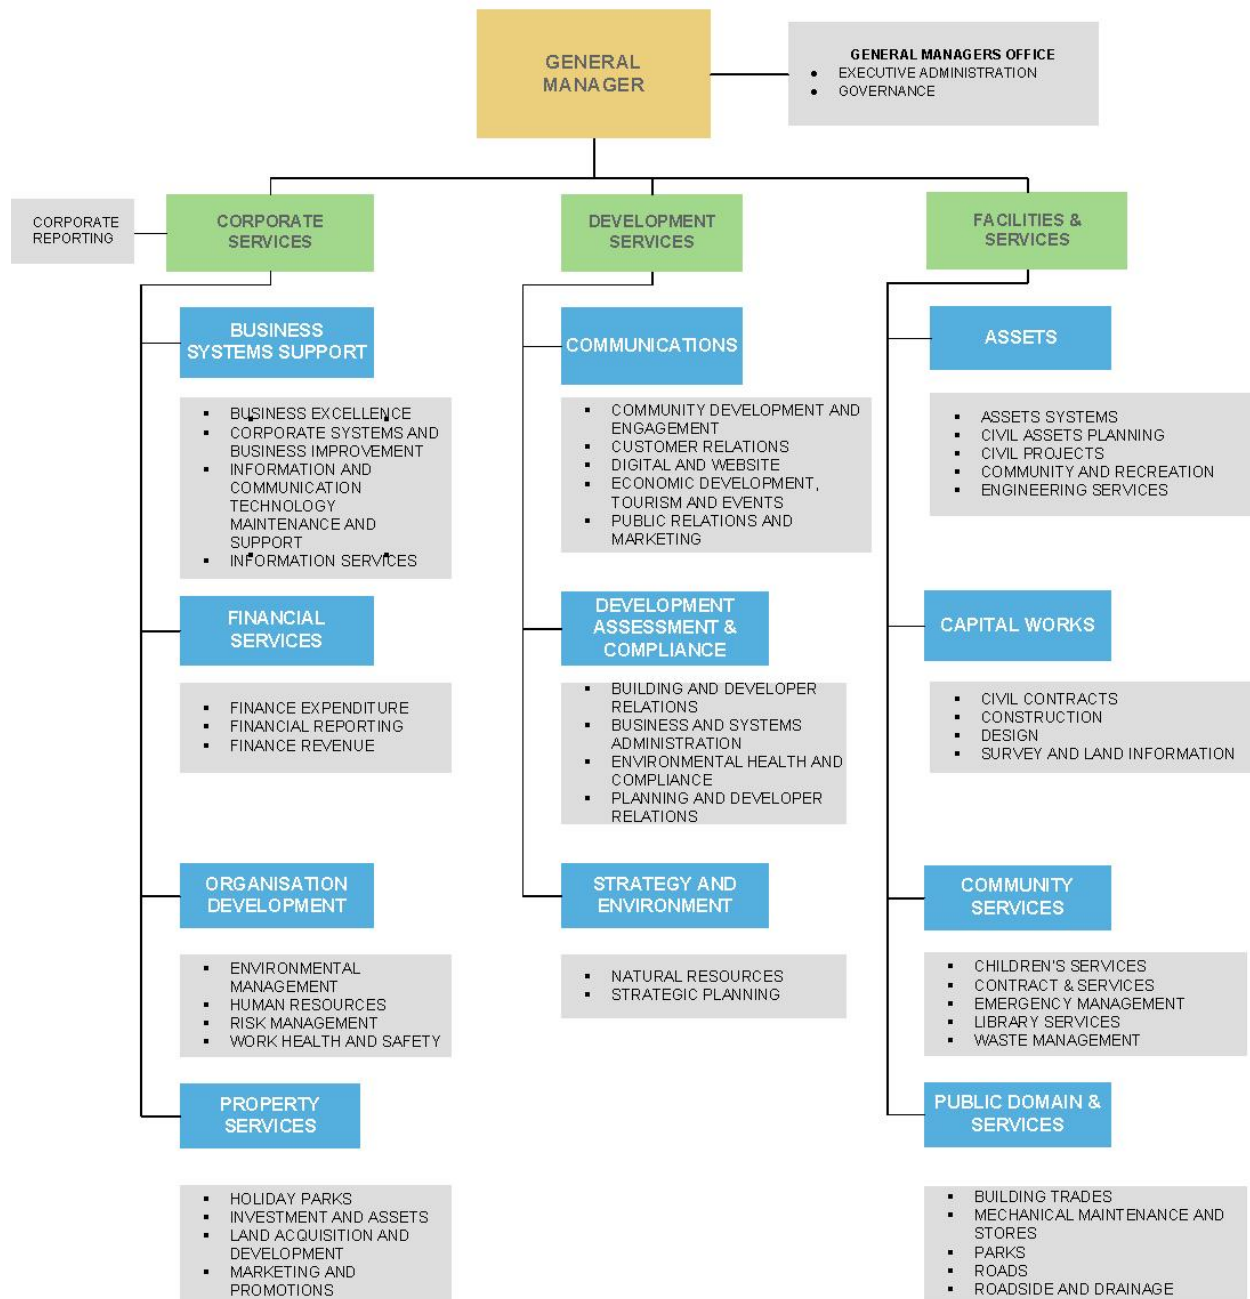 GENERAL
MANAGER
GENERAL MANAGERS OFFICE
• EXECUTIVE ADMINISTRATION
• GOVERNANCE
CORPORATE
REPORTING
CORPORATE
SERVICES
BUSINESS
SYSTEMS SUPPORT
▪ BUSINESS EXCELLENCE
▪ CORPORATE SYSTEMS AND
BUSINESS IMPROVEMENT
▪ INFORMATION AND
COMMUNICATION
TECHNOLOGY
MAINTENANCE AND
SUPPORT
▪ INFORMATION SERVICES
FINANCIAL
SERVICES
▪ FINANCE EXPENDITURE
▪ FINANCIAL REPORTING
▪ FINANCE REVENUE
ORGANISATION
DEVELOPMENT
▪ ENVIRONMENTAL
MANAGEMENT
▪ HUMAN RESOURCES
▪ RISK MANAGEMENT
▪ WORK HEALTH AND SAFETY
PROPERTY
SERVICES
▪ HOLIDAY PARKS
▪ INVESTMENT AND ASSETS
▪ LAND ACQUISITION AND
DEVELOPMENT
▪ MARKETING AND
PROMOTIONS
DEVELOPMENT
SERVICES
COMMUNICATIONS
▪ COMMUNITY DEVELOPMENT AND
ENGAGEMENT
▪ CUSTOMER RELATIONS
▪ DIGITAL AND WEBSITE
▪ ECONOMIC DEVELOPMENT,
TOURISM AND EVENTS
▪ PUBLIC RELATIONS AND
MARKETING
DEVELOPMENT
ASSESSMENT &
COMPLIANCE
▪ BUILDING AND DEVELOPER
RELATIONS
▪ BUSINESS AND SYSTEMS
ADMINISTRATION
▪ ENVIRONMENTAL HEALTH AND
COMPLIANCE
▪ PLANNING AND DEVELOPER
RELATIONS
STRATEGY AND
ENVIRONMENT
▪ NATURAL RESOURCES
▪ STRATEGIC PLANNING
FACILITIES &
SERVICES
ASSETS
▪ ASSETS SYSTEMS
▪ CIVIL ASSETS PLANNING
▪ CIVIL PROJECTS
▪ COMMUNITY AND RECREATION
▪ ENGINEERING SERVICES
CAPITAL WORKS
▪ CIVIL CONTRACTS
▪ CONSTRUCTION
▪ DESIGN
▪ SURVEY AND LAND INFORMATION
COMMUNITY
SERVICES
▪ CHILDREN'S SERVICES
▪ CONTRACT & SERVICES
▪ EMERGENCY MANAGEMENT
▪ LIBRARY SERVICES
▪ WASTE MANAGEMENT
PUBLIC DOMAIN &
SERVICES
▪ BUILDING TRADES
▪ MECHANICAL MAINTENANCE AND
STORES
▪ PARKS
▪ ROADS
▪ ROADSIDE AND DRAINAGE